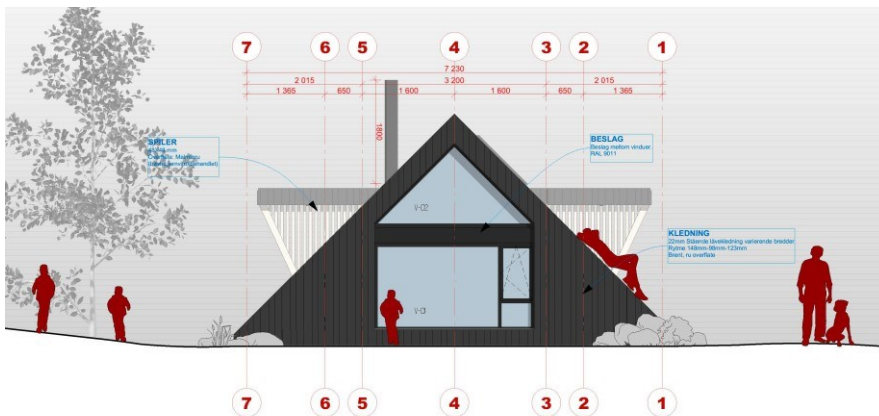 7 6 5 4 3 2 1
7 230
2 015 3 200 2 015
1 365 650 1 600 1 600 650 1 365
1800
SPILER
BESLAG
Beslag mellom vinduer
RAL 9011
V-02
KLEDNING
22mm Stående låvekledning varierende bredder
Rytme 148mm-98mm-123mm
Brent, ru overflate
V-01
7 6 5 4 3 2 1